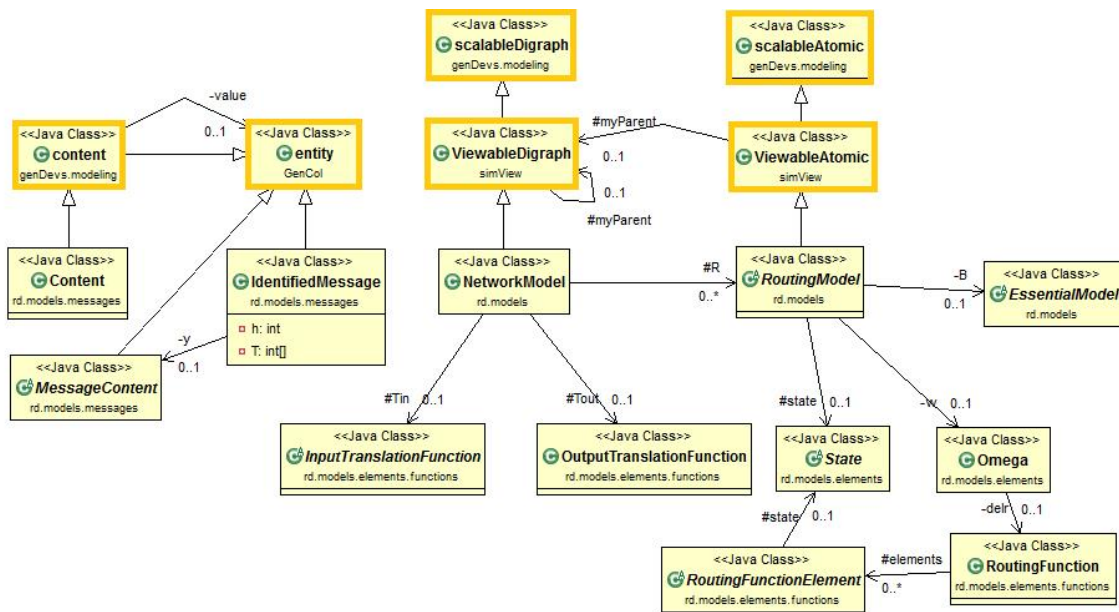 <<Java Class>>
scalableDigraph
genDevs.modeling
<<Java Class>>
scalableAtomic
genDevs.modeling
-value
0..1
<<Java Class>>
content
genDevs.modeling
<<Java Class>>
entity
GenCol
<<Java Class>>
ViewableDigraph
simView
#myParent
0..1
0..1
#myParent
<<Java Class>>
ViewableAtomic
simView
<<Java Class>>
Content
rd.models.messages
<<Java Class>>
IdentifiedMessage
rd.models.messages
h: int
T: int[]
<<Java Class>>
NetworkModel
rd.models
#R
0..*
<<Java Class>>
RoutingModel
rd.models
-B
0..1
<<Java Class>>
EssentialModel
rd.models
-y
0..1
<<Java Class>>
MessageContent
rd.models.messages
#Tin
0..1
#Tout
0..1
#state
0..1
-w
0..1
<<Java Class>>
InputTranslationFunction
rd.models.elements.functions
<<Java Class>>
OutputTranslationFunction
rd.models.elements.functions
<<Java Class>>
State
rd.models.elements
<<Java Class>>
Omega
rd.models.elements
#state
0..1
-delr
0..1
<<Java Class>>
RoutingFunctionElement
rd.models.elements.functions
#elements
0..*
<<Java Class>>
RoutingFunction
rd.models.elements.functions